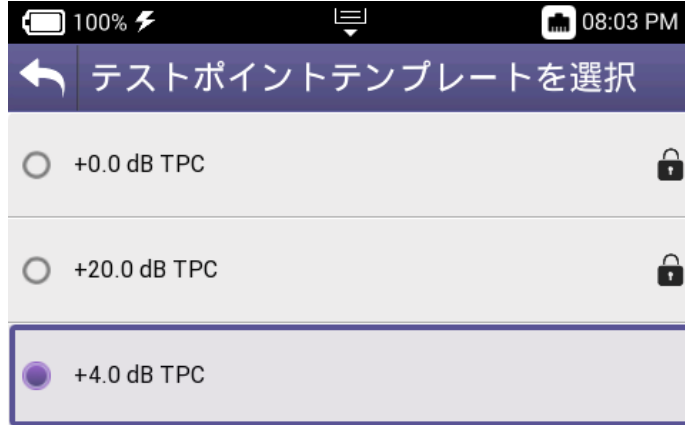 100% 08:03 PM
テストポイントテンプレートを選択
+0.0 dB TPC
+20.0 dB TPC
+4.0 dB TPC